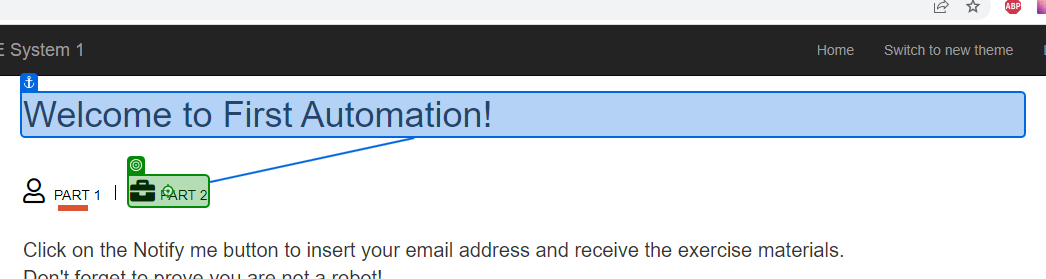 ABP
E System 1 Home Switch to new theme
Welcome to First Automation!
PART 1 | PART 2
Click on the Notify me button to insert your email address and receive the exercise materials.
Don't forget to prove you are not a robot!